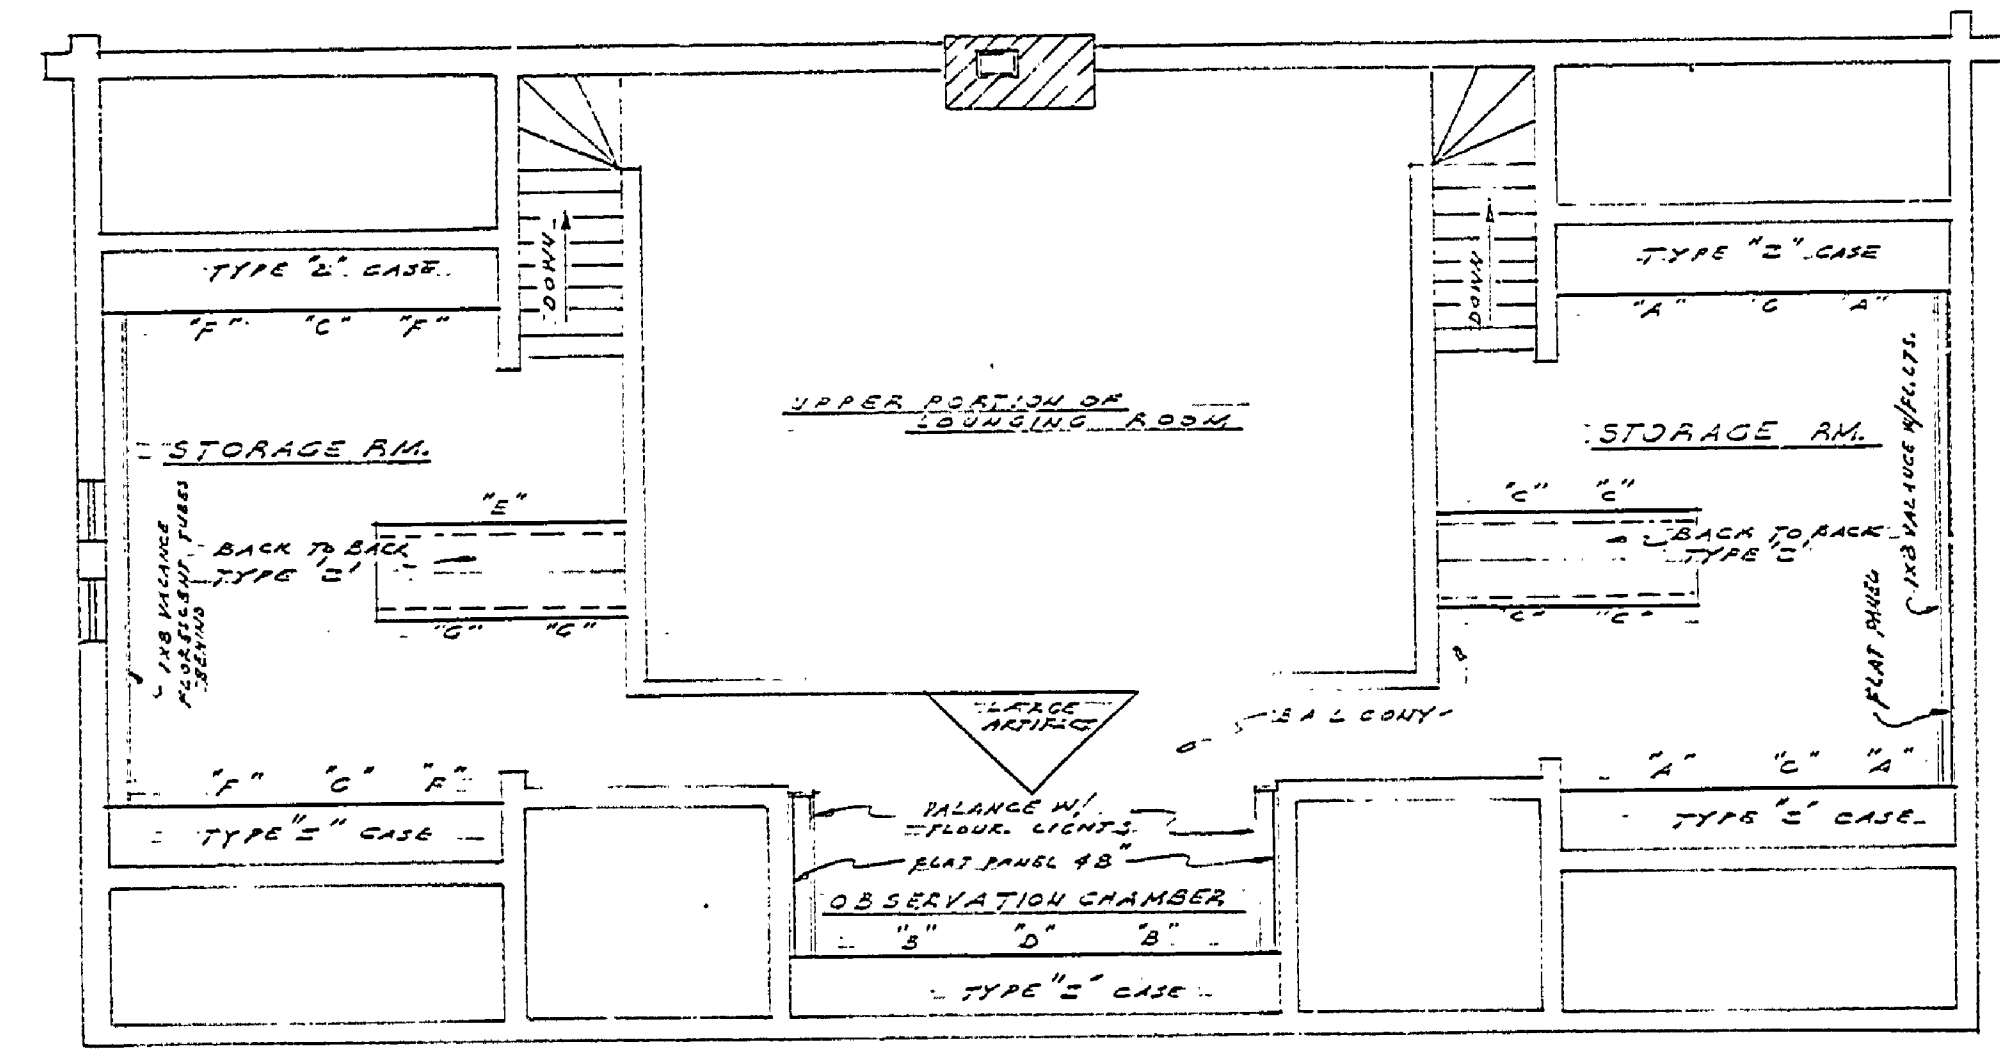 TYPE "Z" CASE
"F" "C" "F"
DOWN
DOWN
TYPE "Z" CASE
"A" "C" "A"
UPPER PORTION OF
LOUNGING ROOM
STORAGE RM.
STORAGE RM.
1X8 VALANCE W/FL. LTS.
FLAT PANEL
"E"
BACK TO BACK
TYPE "Z"
"C" "C"
1X8 VALANCE
FLORESCENT TUBES
BEHIND
"C" "C"
BACK TO BACK
TYPE "Z"
"C" "C"
LARGE
ARTIFACT
BALCONY
"F" "C" "F"
TYPE "Z" CASE
VALANCE W/
FLOUR. LIGHTS
FLAT PANEL 48"
OBSERVATION CHAMBER
"B" "D" "B"
TYPE "Z" CASE
"A" "C" "A"
TYPE "Z" CASE